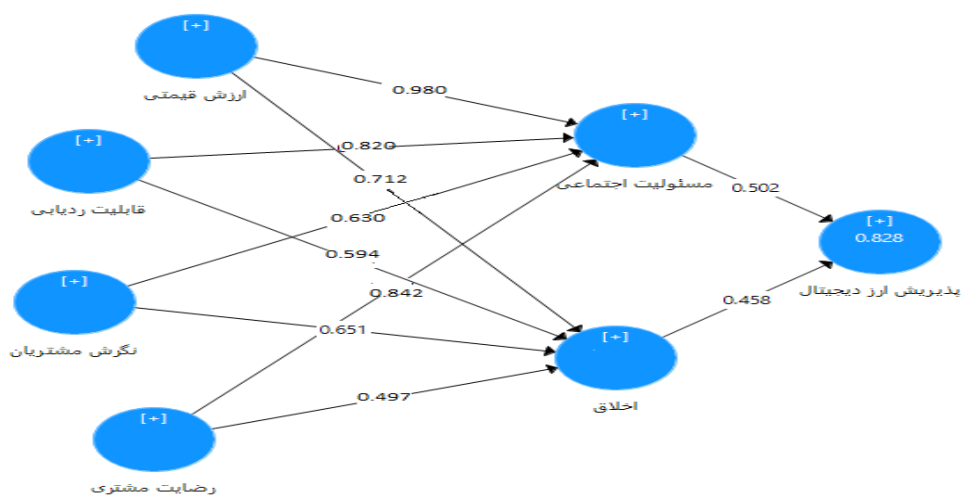 [+]
ارزش قیمتی
0.980
[+]
مسئولیت اجتماعی
[+]
قابلیت ردیابی
0.820
0.712
0.502
0.630
[+]
0.828
پذیریش ارز دیجیتال
0.594
[+]
نگرش مشتریان
0.842
0.458
0.651
[+]
اخلاق
0.497
[+]
رضایت مشتری